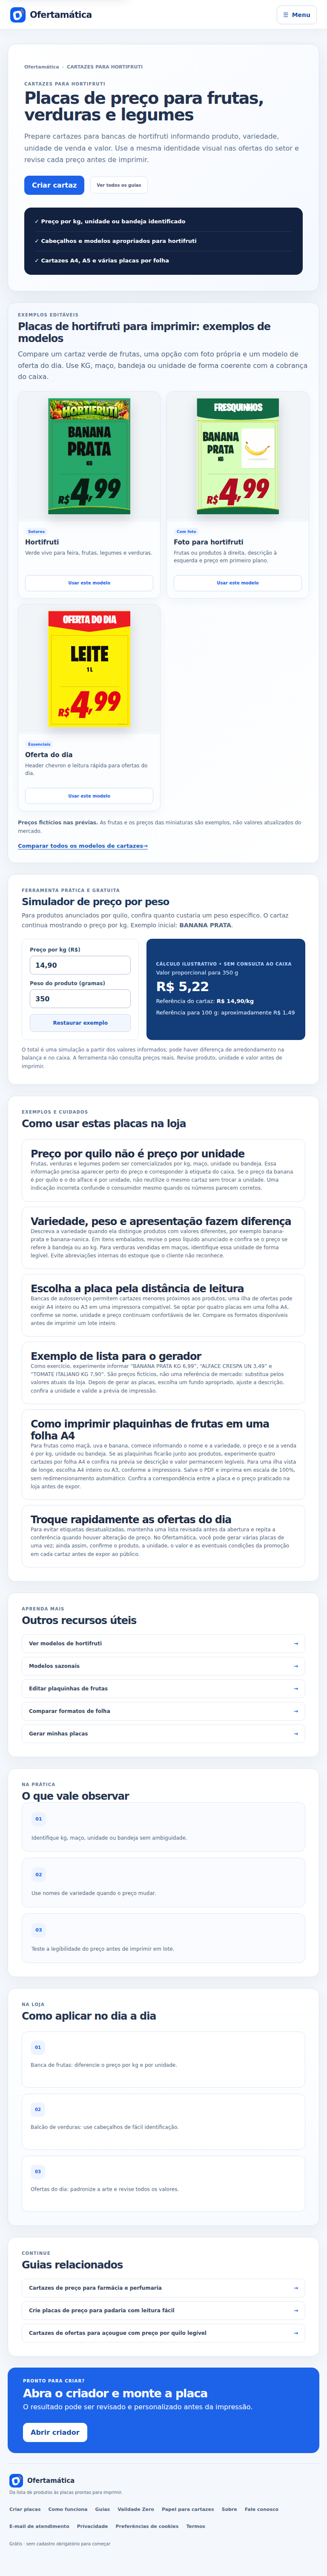 Ofertamática
☰ Menu
Ofertamática › CARTAZES PARA HORTIFRUTI
CARTAZES PARA HORTIFRUTI
Placas de preço para frutas,
verduras e legumes
Prepare cartazes para bancas de hortifruti informando produto, variedade,
unidade de venda e valor. Use a mesma identidade visual nas ofertas do setor e
revise cada preço antes de imprimir.
Criar cartaz
Ver todos os guias
✓ Preço por kg, unidade ou bandeja identificado
✓ Cabeçalhos e modelos apropriados para hortifruti
✓ Cartazes A4, A5 e várias placas por folha
EXEMPLOS EDITÁVEIS
Placas de hortifruti para imprimir: exemplos de
modelos
Compare um cartaz verde de frutas, uma opção com foto própria e um modelo de
oferta do dia. Use KG, maço, bandeja ou unidade de forma coerente com a cobrança
do caixa.
HORTIFRUTI
BANANA
PRATA
KG
R$ 4,99
FRESQUINHOS
BANANA
PRATA
KG
R$ 4,99
Setores
Hortifruti
Verde vivo para feira, frutas, legumes e verduras.
Usar este modelo
Com foto
Foto para hortifruti
Frutas ou produtos à direita, descrição à
esquerda e preço em primeiro plano.
Usar este modelo
OFERTA DO DIA
LEITE
1 L
R$ 4,99
Essenciais
Oferta do dia
Header chevron e leitura rápida para ofertas do
dia.
Usar este modelo
Preços fictícios nas prévias. As frutas e os preços das miniaturas são exemplos, não valores atualizados do
mercado.
Comparar todos os modelos de cartazes→
FERRAMENTA PRÁTICA E GRATUITA
Simulador de preço por peso
Para produtos anunciados por quilo, confira quanto custaria um peso específico. O cartaz
continua mostrando o preço por kg. Exemplo inicial: BANANA PRATA.
Preço por kg (R$)
14,90
Peso do produto (gramas)
350
Restaurar exemplo
CÁLCULO ILUSTRATIVO • SEM CONSULTA AO CAIXA
Valor proporcional para 350 g
R$ 5,22
Referência do cartaz: R$ 14,90/kg
Referência para 100 g: aproximadamente R$ 1,49
O total é uma simulação a partir dos valores informados; pode haver diferença de arredondamento na
balança e no caixa. A ferramenta não consulta preços reais. Revise produto, unidade e valor antes de
imprimir.
EXEMPLOS E CUIDADOS
Como usar estas placas na loja
Preço por quilo não é preço por unidade
Frutas, verduras e legumes podem ser comercializados por kg, maço, unidade ou bandeja. Essa
informação precisa aparecer perto do preço e corresponder à etiqueta do caixa. Se o preço da banana
é por quilo e o do alface é por unidade, não reutilize o mesmo cartaz sem trocar a unidade. Uma
indicação incorreta confunde o consumidor mesmo quando os números parecem corretos.
Variedade, peso e apresentação fazem diferença
Descreva a variedade quando ela distingue produtos com valores diferentes, por exemplo banana-
prata e banana-nanica. Em itens embalados, revise o peso líquido anunciado e confira se o preço se
refere à bandeja ou ao kg. Para verduras vendidas em maços, identifique essa unidade de forma
legível. Evite abreviações internas do estoque que o cliente não reconhece.
Escolha a placa pela distância de leitura
Bancas de autosserviço permitem cartazes menores próximos aos produtos; uma ilha de ofertas pode
exigir A4 inteiro ou A3 em uma impressora compatível. Se optar por quatro placas em uma folha A4,
confirme se nome, unidade e preço continuam confortáveis de ler. Compare os formatos disponíveis
antes de imprimir um lote inteiro.
Exemplo de lista para o gerador
Como exercício, experimente informar "BANANA PRATA KG 6,99", "ALFACE CRESPA UN 3,49" e
"TOMATE ITALIANO KG 7,90". São preços fictícios, não uma referência de mercado: substitua pelos
valores atuais da loja. Depois de gerar as placas, escolha um fundo apropriado, ajuste a descrição,
confira a unidade e valide a prévia de impressão.
Como imprimir plaquinhas de frutas em uma
folha A4
Para frutas como maçã, uva e banana, comece informando o nome e a variedade, o preço e se a venda
é por kg, unidade ou bandeja. Se as plaquinhas ficarão junto aos produtos, experimente quatro
cartazes por folha A4 e confira na prévia se descrição e valor permanecem legíveis. Para uma ilha vista
de longe, escolha A4 inteiro ou A3, conforme a impressora. Salve o PDF e imprima em escala de 100%,
sem redimensionamento automático. Confira a correspondência entre a placa e o preço praticado na
loja antes de expor.
Troque rapidamente as ofertas do dia
Para evitar etiquetas desatualizadas, mantenha uma lista revisada antes da abertura e repita a
conferência quando houver alteração de preço. No Ofertamática, você pode gerar várias placas de
uma vez; ainda assim, confirme o produto, a unidade, o valor e as eventuais condições da promoção
em cada cartaz antes de expor ao público.
APRENDA MAIS
Outros recursos úteis
Ver modelos de hortifruti →
Modelos sazonais →
Editar plaquinhas de frutas →
Comparar formatos de folha →
Gerar minhas placas →
NA PRÁTICA
O que vale observar
01
Identifique kg, maço, unidade ou bandeja sem ambiguidade.
02
Use nomes de variedade quando o preço mudar.
03
Teste a legibilidade do preço antes de imprimir em lote.
NA LOJA
Como aplicar no dia a dia
01
Banca de frutas: diferencie o preço por kg e por unidade.
02
Balcão de verduras: use cabeçalhos de fácil identificação.
03
Ofertas do dia: padronize a arte e revise todos os valores.
CONTINUE
Guias relacionados
Cartazes de preço para farmácia e perfumaria →
Crie placas de preço para padaria com leitura fácil →
Cartazes de ofertas para açougue com preço por quilo legível →
PRONTO PARA CRIAR?
Abra o criador e monte a placa
O resultado pode ser revisado e personalizado antes da impressão.
Abrir criador
Ofertamática
Da lista de produtos às placas prontas para imprimir.
Criar placas Como funciona Guias Validade Zero Papel para cartazes Sobre Fale conosco
E-mail de atendimento Privacidade Preferências de cookies Termos
Grátis · sem cadastro obrigatório para começar